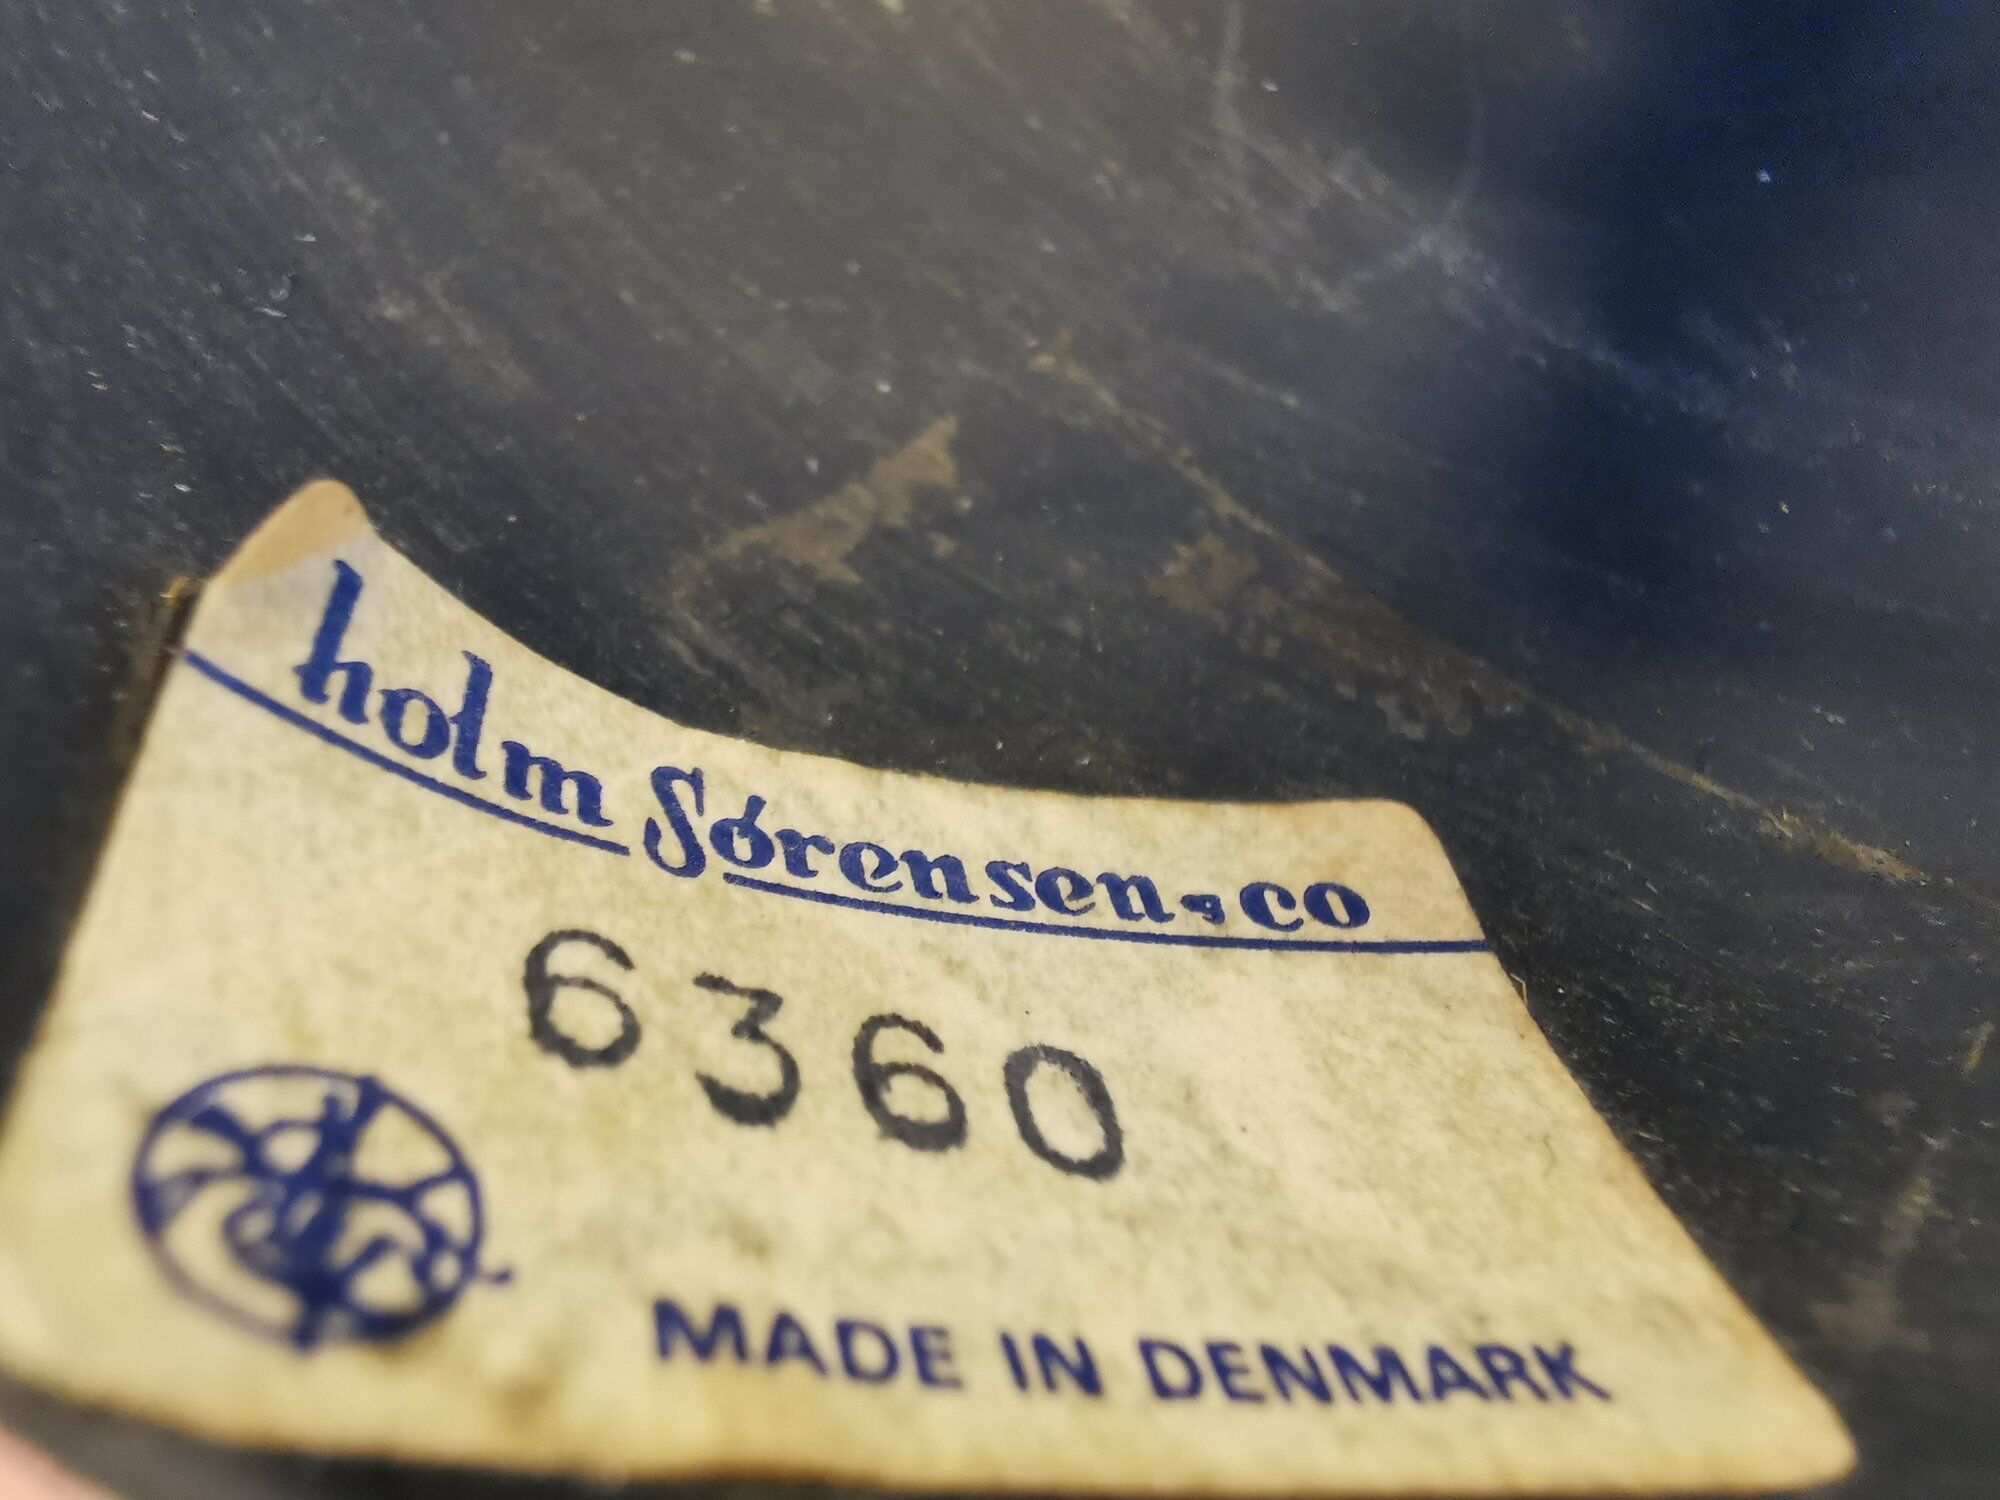 holm Sørensen & co
6360
MADE IN DENMARK